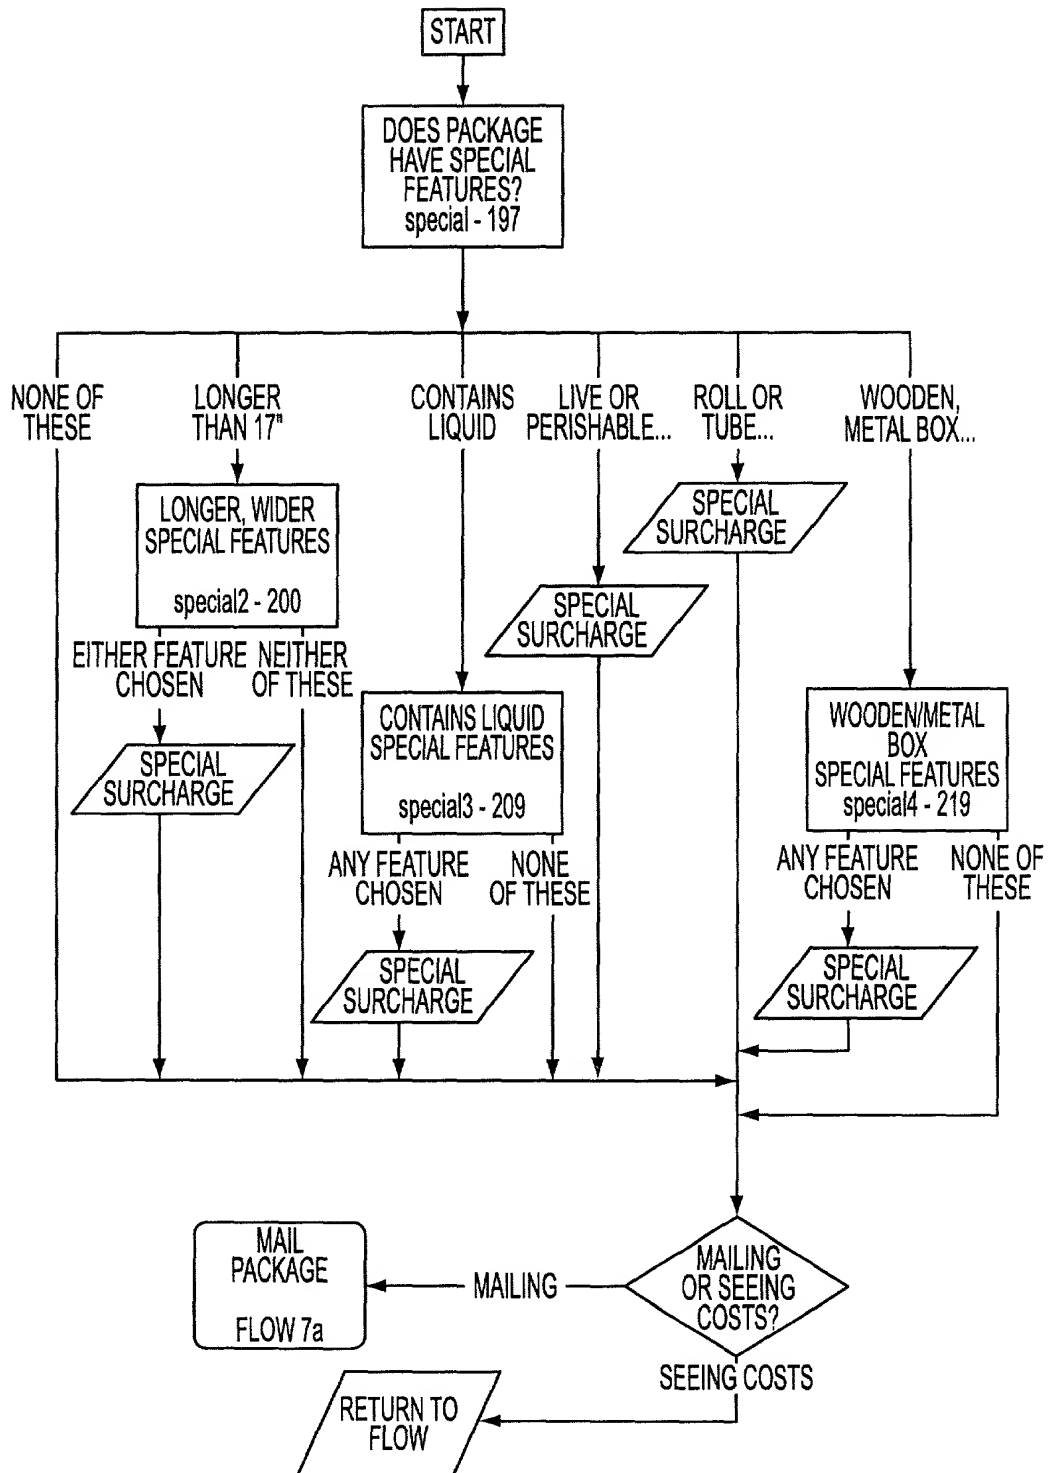 START
DOES PACKAGE
HAVE SPECIAL
FEATURES?
special - 197
NONE OF
THESE
LONGER
THAN 17"
CONTAINS
LIQUID
LIVE OR
PERISHABLE...
ROLL OR
TUBE...
WOODEN,
METAL BOX...
LONGER, WIDER
SPECIAL FEATURES
special2 - 200
SPECIAL
SURCHARGE
SPECIAL
SURCHARGE
EITHER FEATURE
CHOSEN
NEITHER
OF THESE
CONTAINS LIQUID
SPECIAL FEATURES
special3 - 209
WOODEN/METAL
BOX
SPECIAL FEATURES
special4 - 219
SPECIAL
SURCHARGE
ANY FEATURE
CHOSEN
NONE
OF THESE
ANY FEATURE
CHOSEN
NONE OF
THESE
SPECIAL
SURCHARGE
SPECIAL
SURCHARGE
MAIL
PACKAGE
FLOW 7a
MAILING
MAILING
OR SEEING
COSTS?
SEEING COSTS
RETURN TO
FLOW